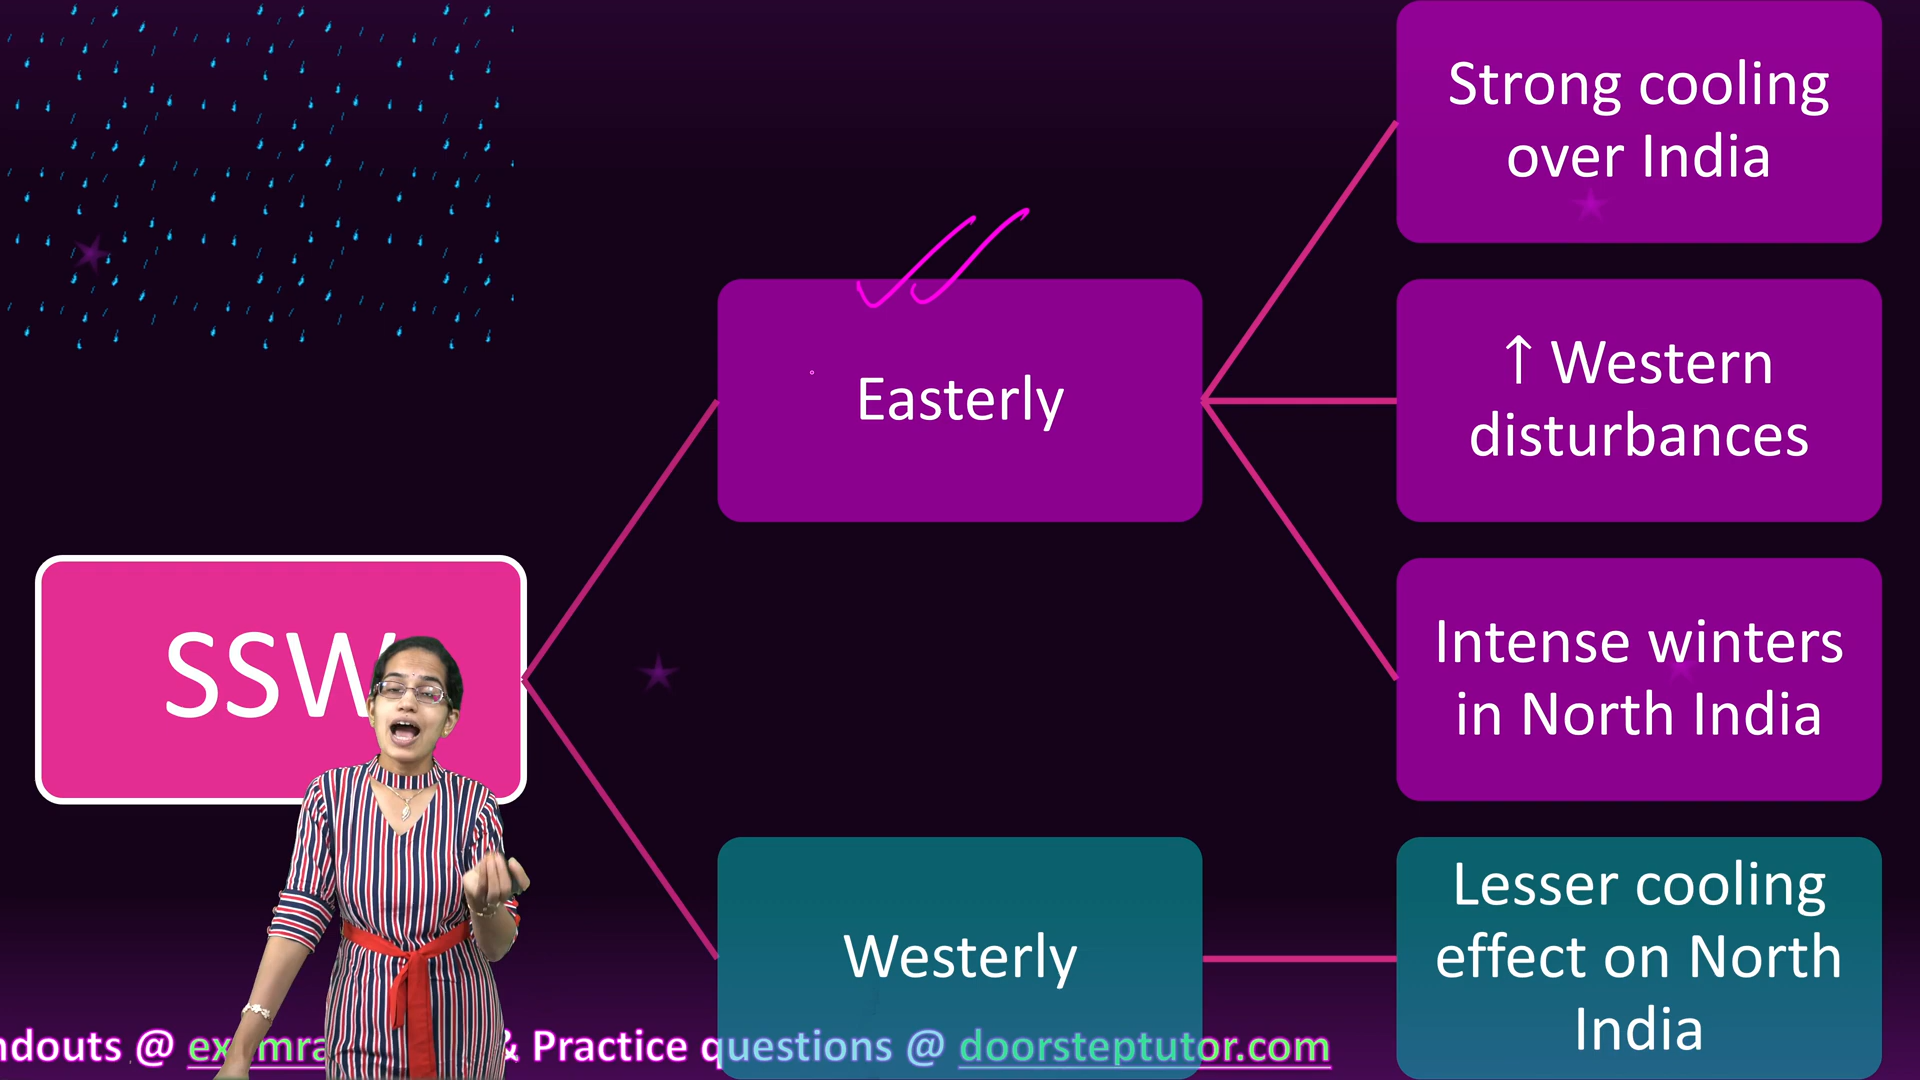 Strong cooling
over India
Easterly
↑ Western
disturbances
SSW
Intense winters
in North India
Westerly
Lesser cooling
effect on North
India
& Practice questions @ doorsteptutor.com